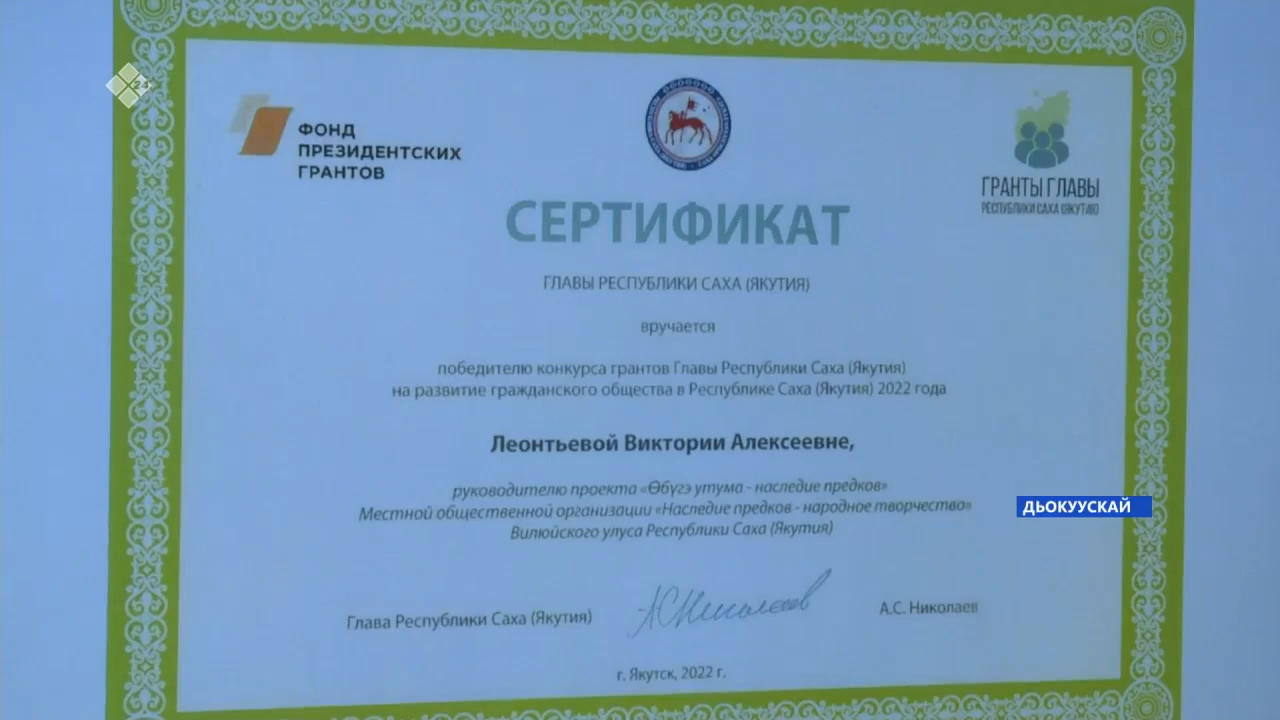 24
ФОНД
ПРЕЗИДЕНТСКИХ
ГРАНТОВ
ГРАНТЫ ГЛАВЫ
РЕСПУБЛИКИ САХА (ЯКУТИЯ)
СЕРТИФИКАТ
ГЛАВЫ РЕСПУБЛИКИ САХА (ЯКУТИЯ)
вручается
победителю конкурса грантов Главы Республики Саха (Якутия)
на развитие гражданского общества в Республике Саха (Якутия) 2022 года
Леонтьевой Виктории Алексеевне,
руководителю проекта «Өбүгэ утума - наследие предков»
Местной общественной организации «Наследие предков - народное творчество»
Вилюйского улуса Республики Саха (Якутия)
ДЬОКУУСКАЙ
Глава Республики Саха (Якутия)
А.С. Николаев
г. Якутск, 2022 г.